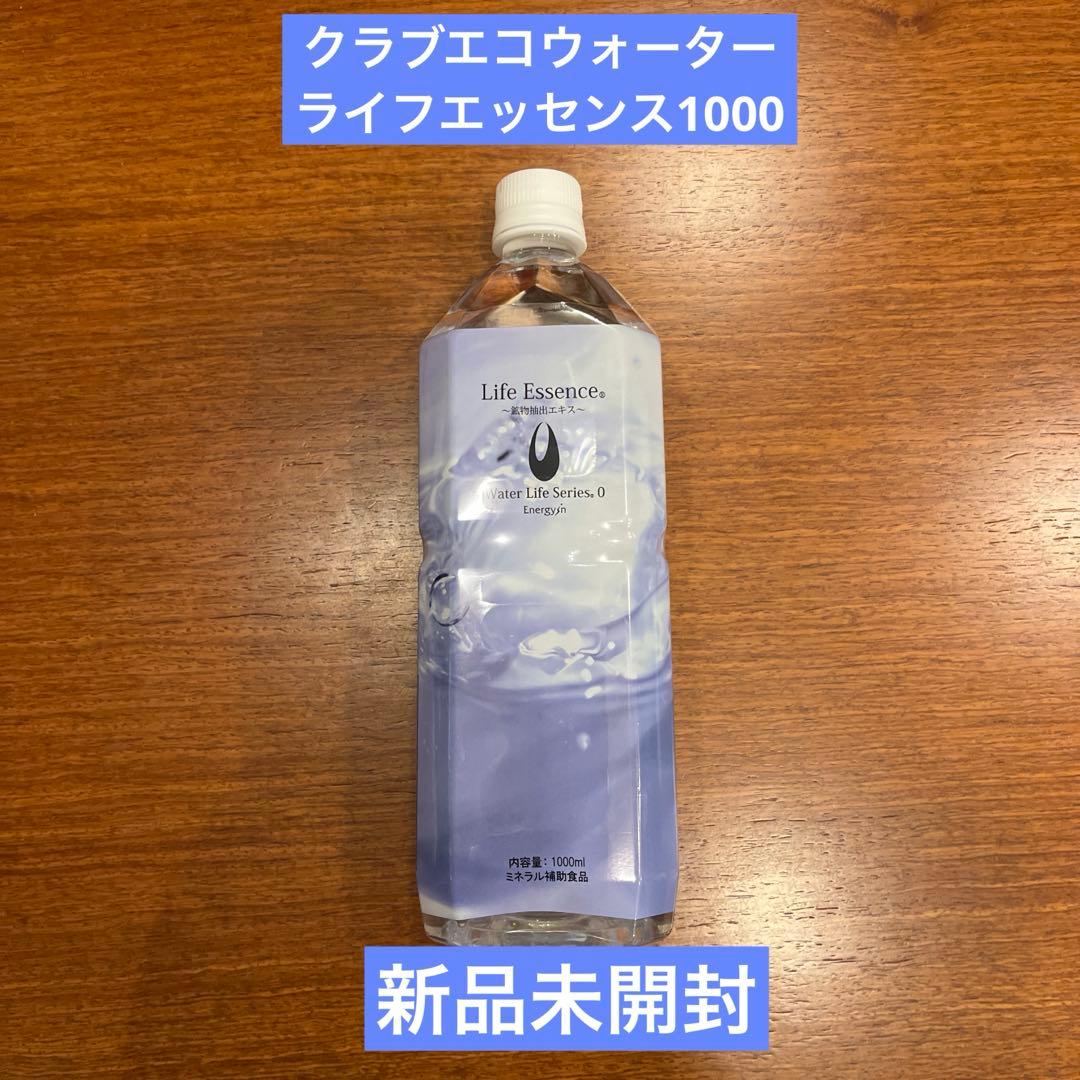 クラブエコウォーター
ライフエッセンス1000
Life Essence®
~鉱物抽出エキス~
Water Life Series® 0
Energy in
内容量：1000ml
ミネラル補助食品
新品未開封